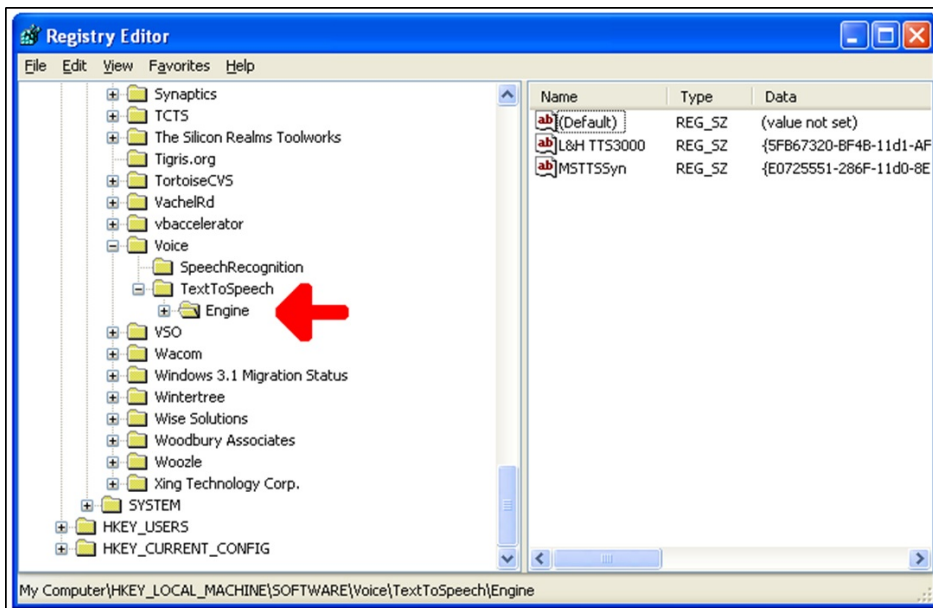 Registry Editor
File Edit View Favorites Help
Synaptics
TCTS
The Silicon Realms Toolworks
Tigris.org
TortoiseCVS
VachelRd
vbaccelerator
Voice
SpeechRecognition
TextToSpeech
Engine
VSO
Wacom
Windows 3.1 Migration Status
Wintertree
Wise Solutions
Woodbury Associates
Woozle
Xing Technology Corp.
SYSTEM
HKEY_USERS
HKEY_CURRENT_CONFIG
Name Type Data
ab (Default) REG_SZ (value not set)
ab L&H TTS3000 REG_SZ {5FB67320-BF4B-11d1-AF
ab MSTTSSyn REG_SZ {E0725551-286F-11d0-8E
My Computer\HKEY_LOCAL_MACHINE\SOFTWARE\Voice\TextToSpeech\Engine